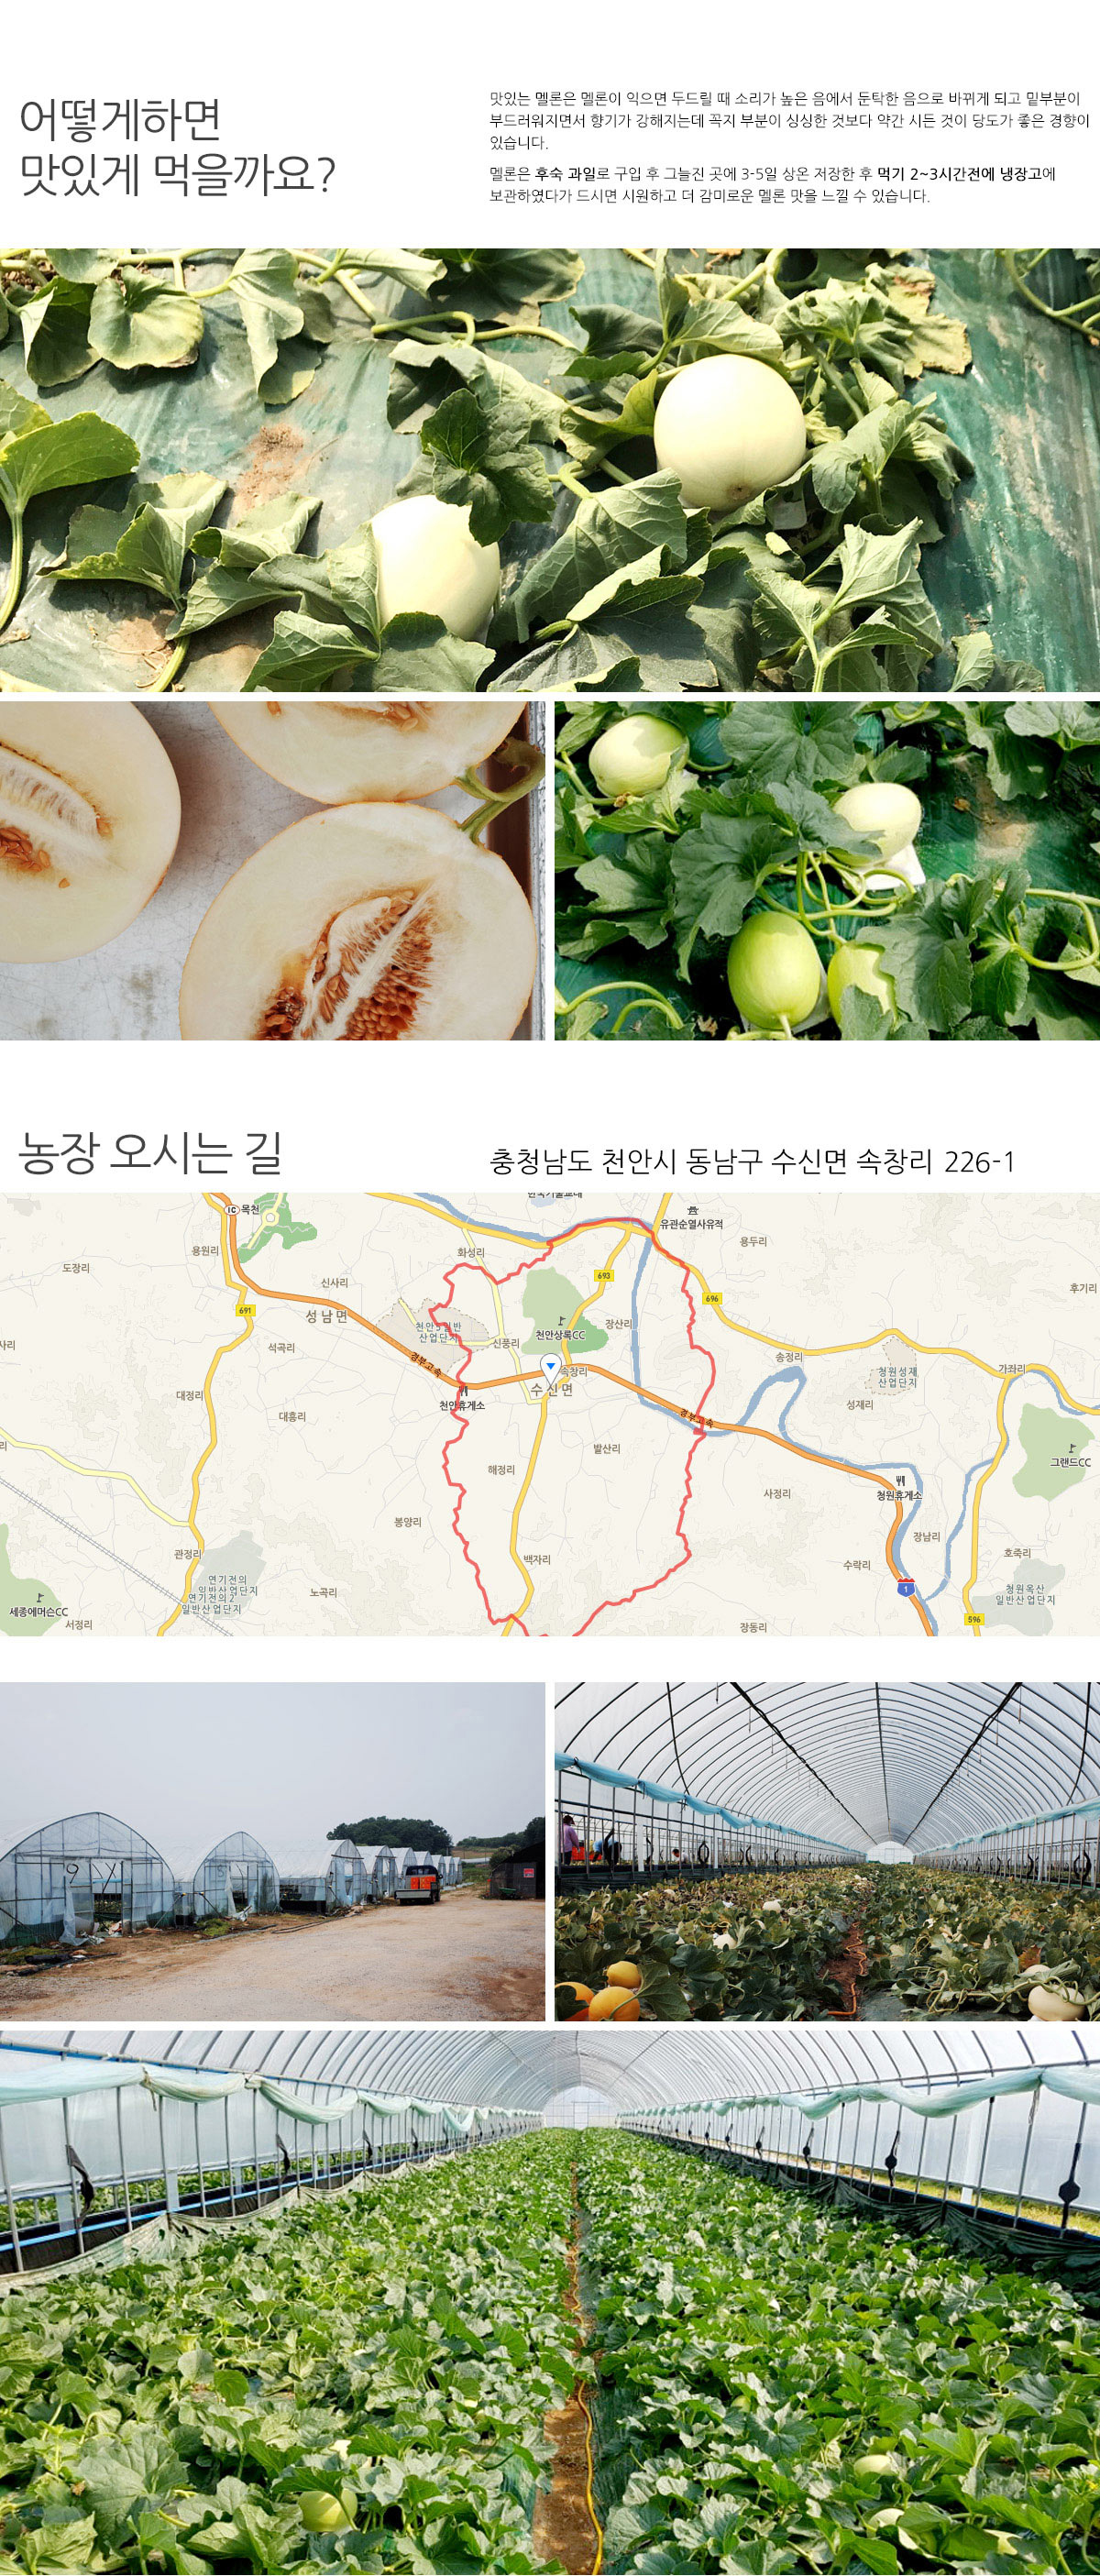 어떻게하면
맛있게 먹을까요?
맛있는 멜론은 멜론이 익으면 두드릴 때 소리가 높은 음에서 둔탁한 음으로 바뀌게 되고 밑부분이
부드러워지면서 향기가 강해지는데 꼭지 부분이 싱싱한 것보다 약간 시든 것이 당도가 좋은 경향이
있습니다.
멜론은 후숙 과일로 구입 후 그늘진 곳에 3-5일 상온 저장한 후 먹기 2~3시간전에 냉장고에
보관하였다가 드시면 시원하고 더 감미로운 멜론 맛을 느낄 수 있습니다.
농장 오시는 길
충청남도 천안시 동남구 수신면 속창리 226-1
IC 목천
유관순열사유적
용원리
화성리
용두리
도장리
신사리
693
후기리
691
696
성남면
천안상록CC
장산리
석곡리
산업단지
신풍리
송정리
경부고속
속창리
청원성재
산업단지
가좌리
수신면
대정리
천안휴게소
성재리
대흥리
경부고속
발산리
그랜드CC
해정리
사정리
청원휴게소
봉양리
장남리
관정리
백자리
수락리
호죽리
연기전의
일반산업단지
연기전의2
일반산업단지
노곡리
1
청원옥산
일반산업단지
세종에머슨CC
서정리
장동리
596
9